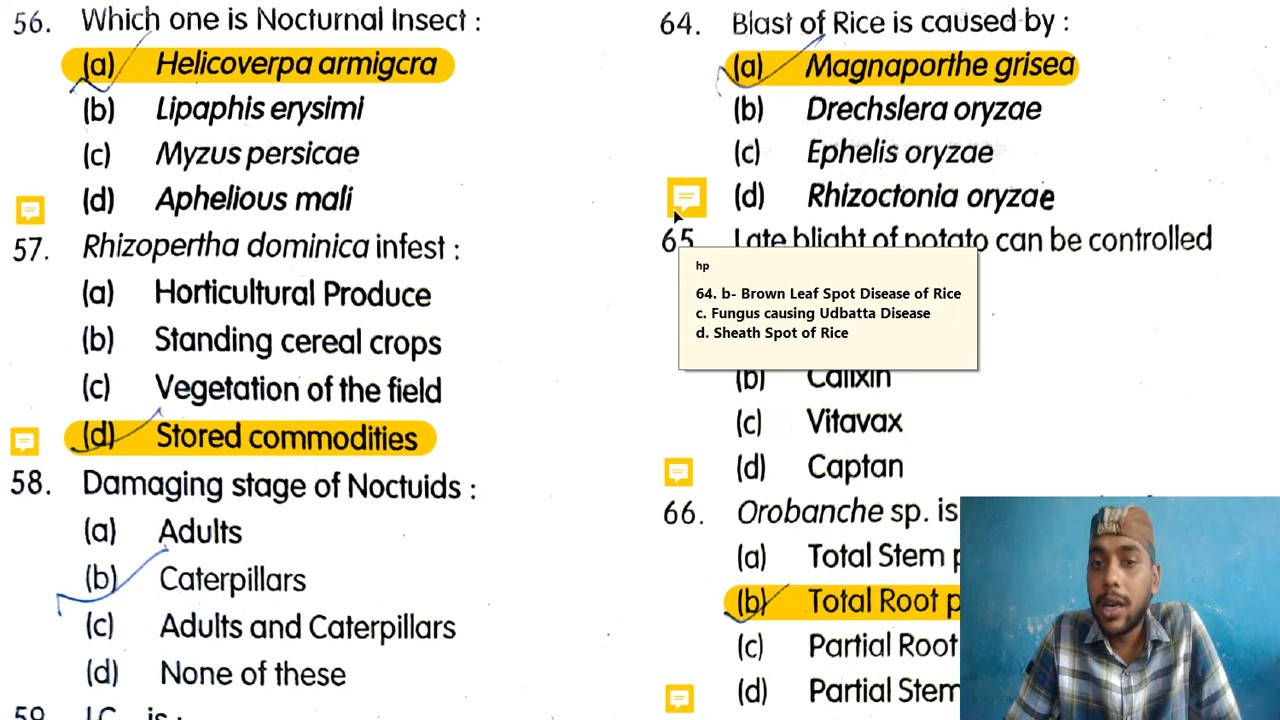 56. Which one is Nocturnal Insect :
(a) Helicoverpa armigcra
(b) Lipaphis erysimi
(c) Myzus persicae
(d) Aphelious mali
57. Rhizopertha dominica infest :
(a) Horticultural Produce
(b) Standing cereal crops
(c) Vegetation of the field
(d) Stored commodities
58. Damaging stage of Noctuids :
(a) Adults
(b) Caterpillars
(c) Adults and Caterpillars
(d) None of these
64. Blast of Rice is caused by :
(a) Magnaporthe grisea
(b) Drechslera oryzae
(c) Ephelis oryzae
(d) Rhizoctonia oryzae
65. Late blight of potato can be controlled
hp
64. b- Brown Leaf Spot Disease of Rice
c. Fungus causing Udbatta Disease
d. Sheath Spot of Rice
(b) Calixin
(c) Vitavax
(d) Captan
66. Orobanche sp. is
(a) Total Stem
(b) Total Root
(c) Partial Root
(d) Partial Stem